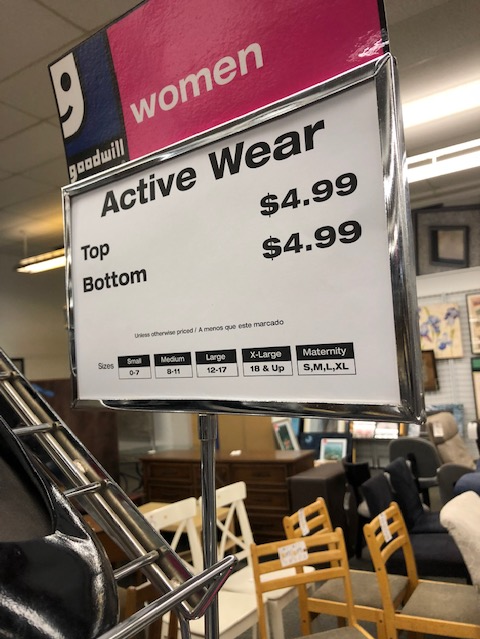 goodwill
women
Active Wear
Top $4.99
Bottom $4.99
Unless otherwise priced / A menos que este marcado
Sizes Small Medium Large X-Large Maternity
0-7 8-11 12-17 18 & Up S,M,L,XL